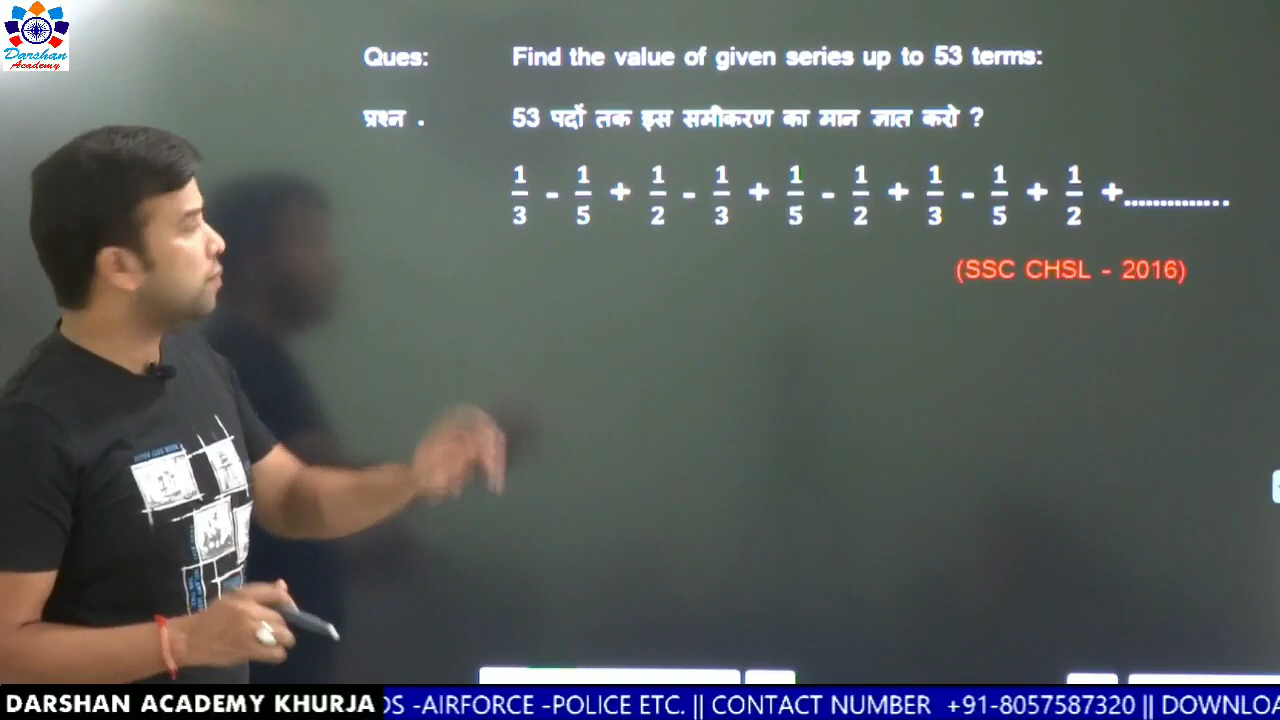 Darshan
Academy
Ques: Find the value of given series up to 53 terms:
प्रश्न . 53 पदों तक इस समीकरण का मान ज्ञात करो ?
1/3 - 1/5 + 1/2 - 1/3 + 1/5 - 1/2 + 1/3 - 1/5 + 1/2 +..............
(SSC CHSL - 2016)
DARSHAN ACADEMY KHURJA DS -AIRFORCE -POLICE ETC. || CONTACT NUMBER +91-8057587320 || DOWNLOA